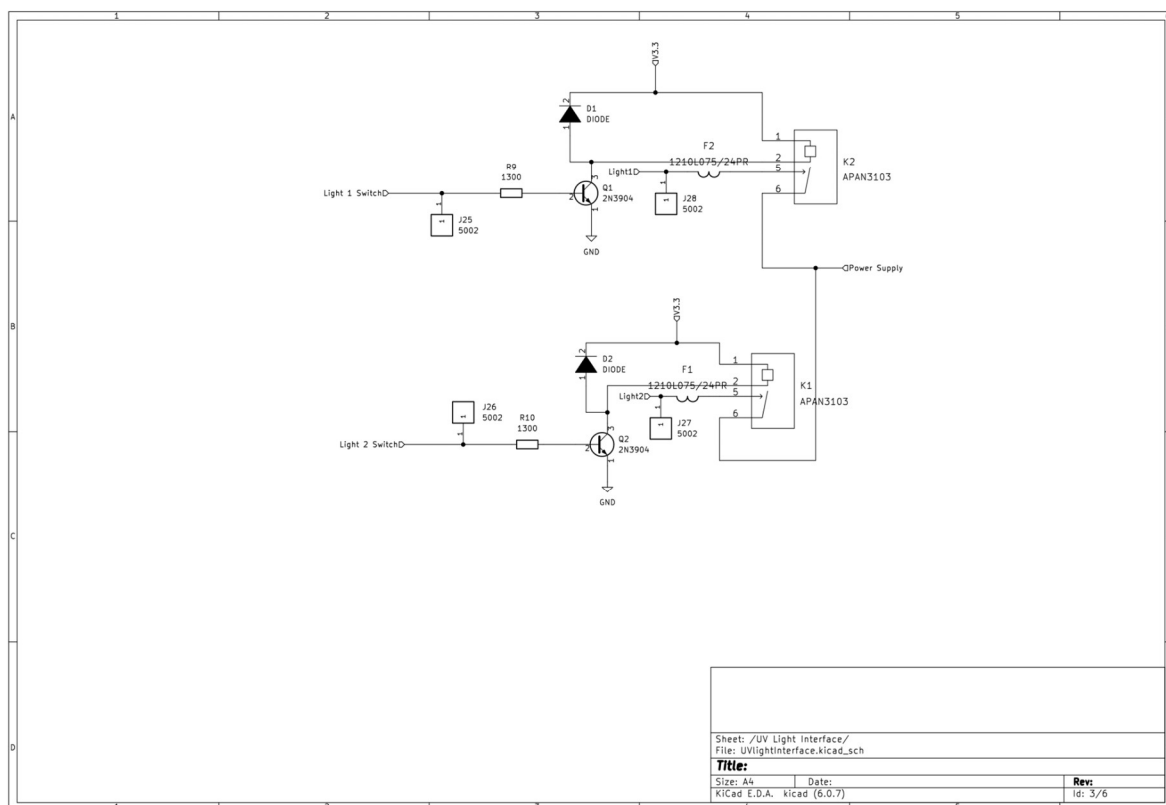 1 2 3 4 5
A
B
C
D
V3.3
2
D1
DIODE
1
1
F2
1210L075/24PR
2
K2
APAN3103
Light1
5
6
1
J28
5002
1
R9
1300
Light 1 Switch
1
J25
5002
1
2
3
Q1
2N3904
1
GND
Power Supply
V3.3
2
D2
DIODE
1
1
F1
1210L075/24PR
2
K1
APAN3103
Light2
5
6
1
J27
5002
1
J26
5002
1
1
R10
1300
Light 2 Switch
2
3
Q2
2N3904
1
GND
Sheet: /UV Light Interface/
File: UVlightInterface.kicad_sch
Title:
Size: A4 Date: Rev:
KiCad E.D.A. kicad (6.0.7) Id: 3/6